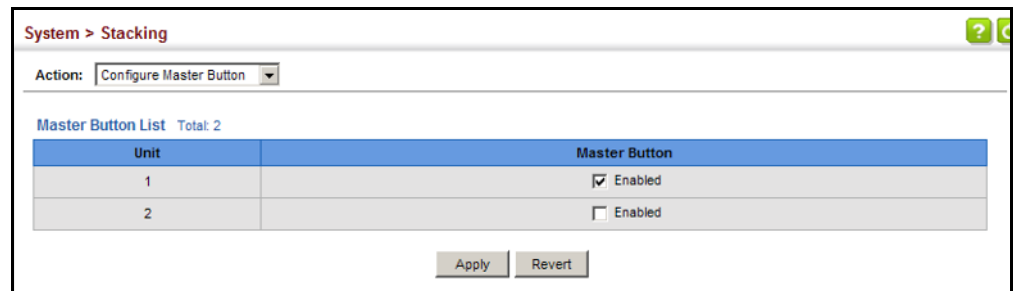 System > Stacking
?
Action: Configure Master Button
Master Button List Total: 2
Unit Master Button
1 Enabled
2 Enabled
Apply Revert